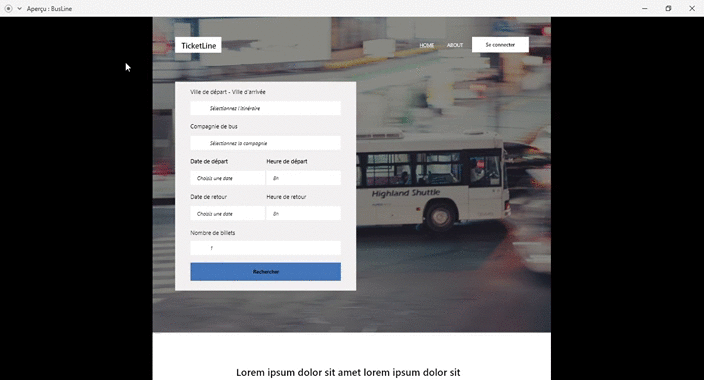 Aperçu : BusLine
TicketLine
HOME
ABOUT
Se connecter
Ville de départ - Ville d'arrivée
Sélectionnez l'itinéraire
Compagnie de bus
Sélectionnez la compagnie
Date de départ
Heure de départ
Choisis une date
8h
Date de retour
Heure de retour
Choisis une date
8h
Nombre de billets
1
Rechercher
Highland Shuttle
Lorem ipsum dolor sit amet lorem ipsum dolor sit